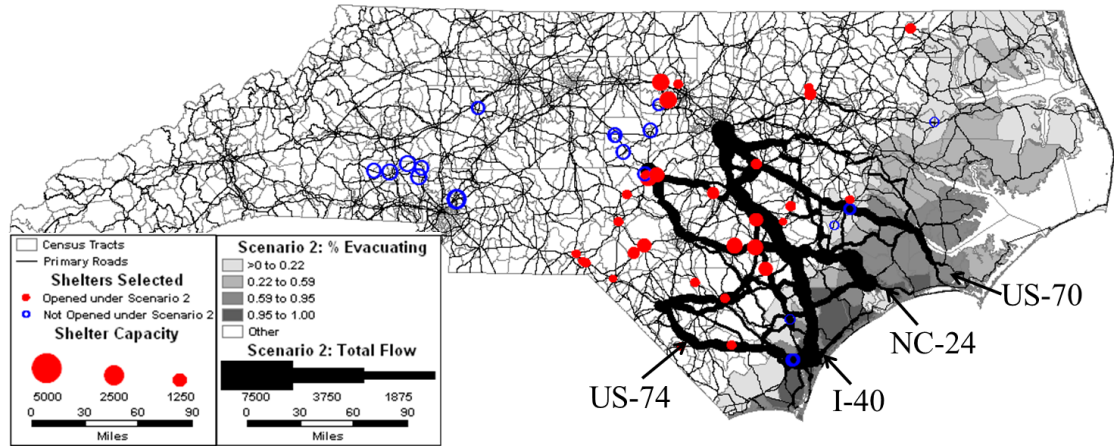 US-70
NC-24
US-74
I-40
Census Tracts
Primary Roads
Shelters Selected
Opened under Scenario 2
Not Opened under Scenario 2
Shelter Capacity
5000 2500 1250
0 30 60 90
Miles
Scenario 2: % Evacuating
>0 to 0.22
0.22 to 0.59
0.59 to 0.95
0.95 to 1.00
Other
Scenario 2: Total Flow
7500 3750 1875
0 30 60 90
Miles